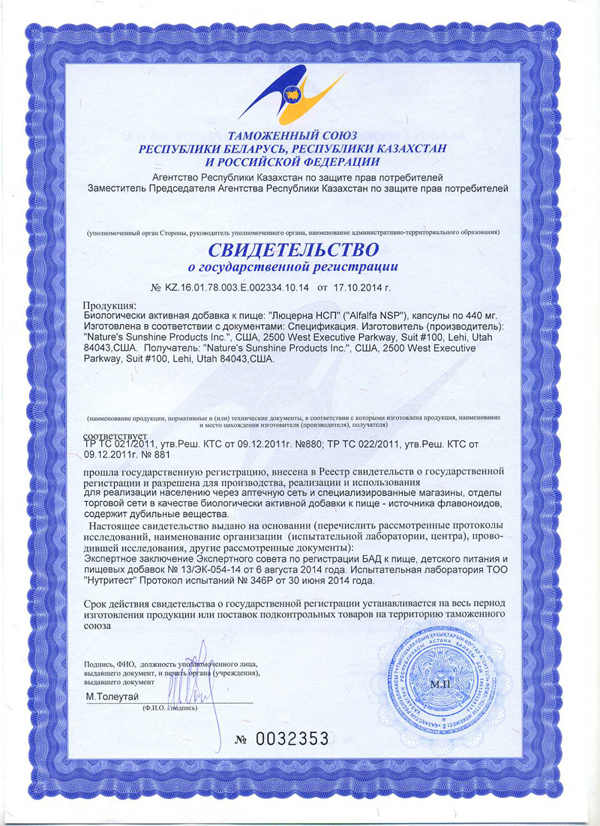 ТАМОЖЕННЫЙ СОЮЗ
РЕСПУБЛИКИ БЕЛАРУСЬ, РЕСПУБЛИКИ КАЗАХСТАН
И РОССИЙСКОЙ ФЕДЕРАЦИИ
Агентство Республики Казахстан по защите прав потребителей
Заместитель Председателя Агентства Республики Казахстан по защите прав потребителей
(уполномоченный орган Стороны, руководитель уполномоченного органа, наименование административно-территориального образования)
СВИДЕТЕЛЬСТВО
о государственной регистрации
№ KZ.16.01.78.003.E.002334.10.14 от 17.10.2014 г.
Продукция:
Биологически активная добавка к пище: "Люцерна НСП" ("Alfalfa NSP"), капсулы по 440 мг.
Изготовлена в соответствии с документами: Спецификация. Изготовитель (производитель):
"Nature's Sunshine Products Inc.", США, 2500 West Executive Parkway, Suit #100, Lehi, Utah
84043,США. Получатель: "Nature's Sunshine Products Inc.", США, 2500 West Executive
Parkway, Suit #100, Lehi, Utah 84043,США.
(наименование продукции, нормативные и (или) технические документы, в соответствии с которыми изготовлена продукция, наименование
и место нахождения изготовителя (производителя), получателя)
соответствует
ТР ТС 021/2011, утв.Реш. КТС от 09.12.2011г. №880; ТР ТС 022/2011, утв.Реш. КТС от
09.12.2011г. № 881
прошла государственную регистрацию, внесена в Реестр свидетельств о государственной
регистрации и разрешена для производства, реализации и использования
для реализации населению через аптечную сеть и специализированные магазины, отделы
торговой сети в качестве биологически активной добавки к пище - источника флавоноидов,
содержит дубильные вещества.
Настоящее свидетельство выдано на основании (перечислить рассмотренные протоколы
исследований, наименование организации (испытательной лаборатории, центра), прово-
дившей исследования, другие рассмотренные документы):
Экспертное заключение Экспертного совета по регистрации БАД к пище, детского питания и
пищевых добавок № 13/ЭК-054-14 от 6 августа 2014 года. Испытательная лаборатория ТОО
"Нутритест" Протокол испытаний № 346Р от 30 июня 2014 года.
Срок действия свидетельства о государственной регистрации устанавливается на весь период
изготовления продукции или поставок подконтрольных товаров на территорию таможенного
союза
Подпись, ФИО, должность уполномоченного лица,
выдавшего документ, и печать органа (учреждения),
выдавшего документ
М.Толеутай
(Ф.И.О. /подпись)
М.П.
№ 0032353